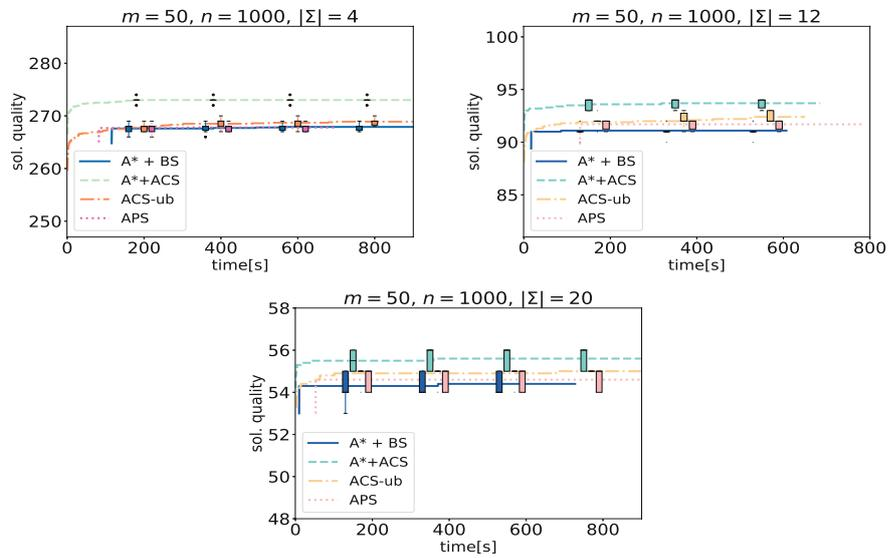 m = 50, n = 1000, |Σ| = 4
sol. quality
280
270
260
250
A* + BS
A*+ACS
ACS-ub
APS
0 200 400 600 800
time[s]
m = 50, n = 1000, |Σ| = 12
sol. quality
100
95
90
85
A* + BS
A*+ACS
ACS-ub
APS
0 200 400 600 800
time[s]
m = 50, n = 1000, |Σ| = 20
sol. quality
58
56
54
52
50
48
A* + BS
A*+ACS
ACS-ub
APS
0 200 400 600 800
time[s]